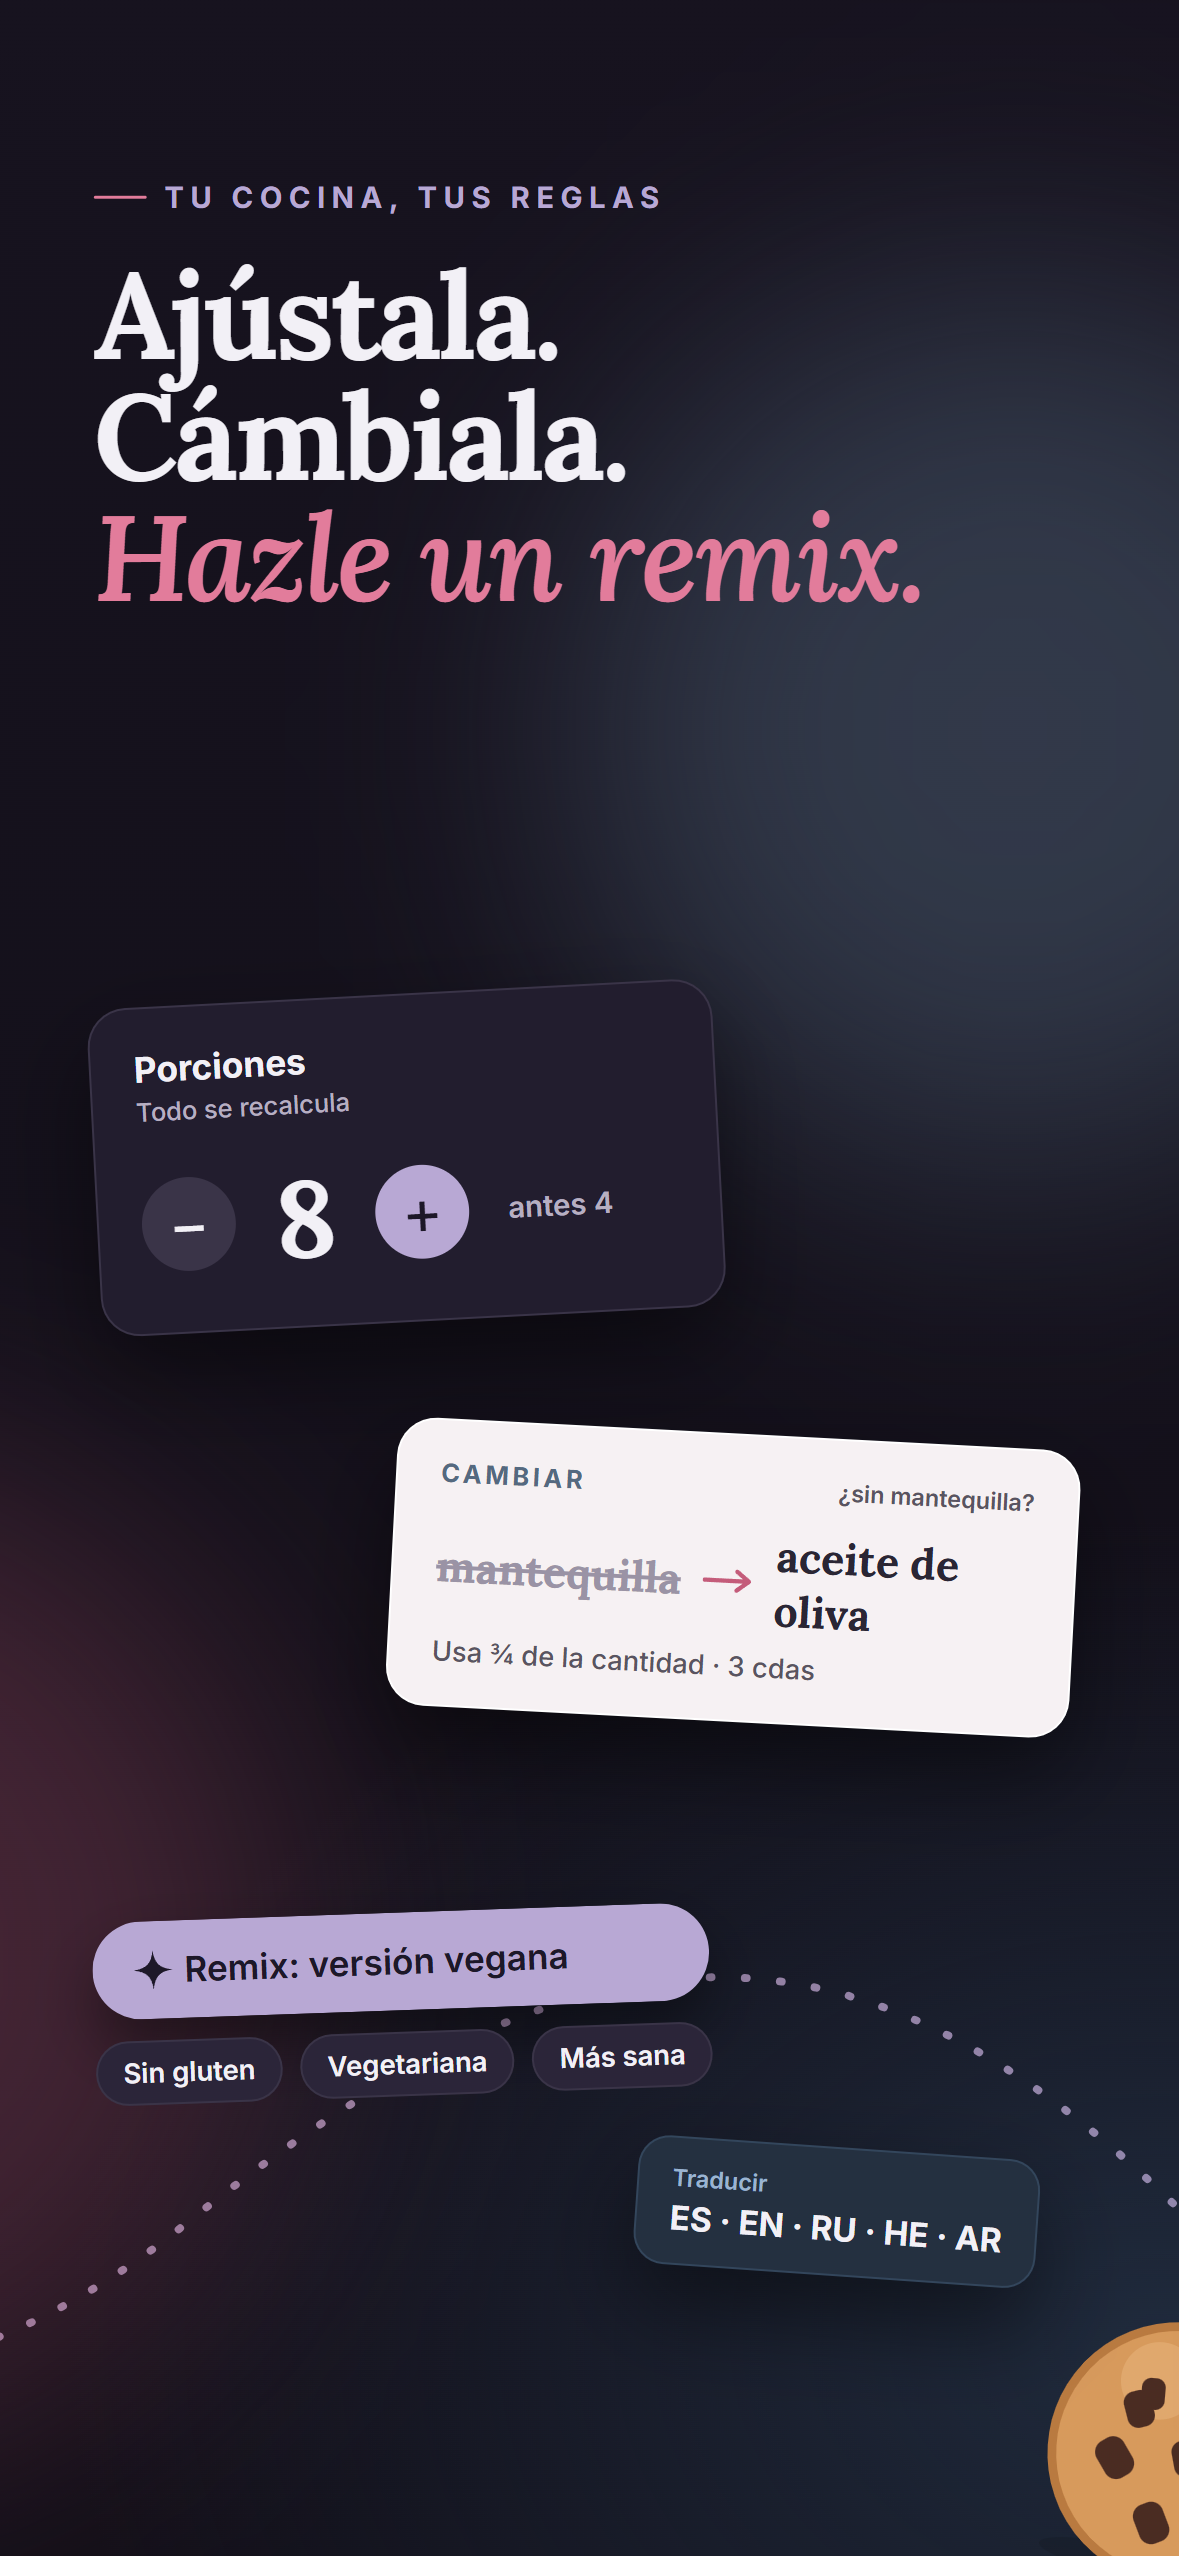 TU COCINA, TUS REGLAS
Ajústala.
Cámbiala.
Hazle un remix.
Porciones
Todo se recalcula
− 8 + antes 4
CAMBIAR
¿sin mantequilla?
mantequilla → aceite de
oliva
Usa ¾ de la cantidad · 3 cdas
Remix: versión vegana
Sin gluten
Vegetariana
Más sana
Traducir
ES · EN · RU · HE · AR